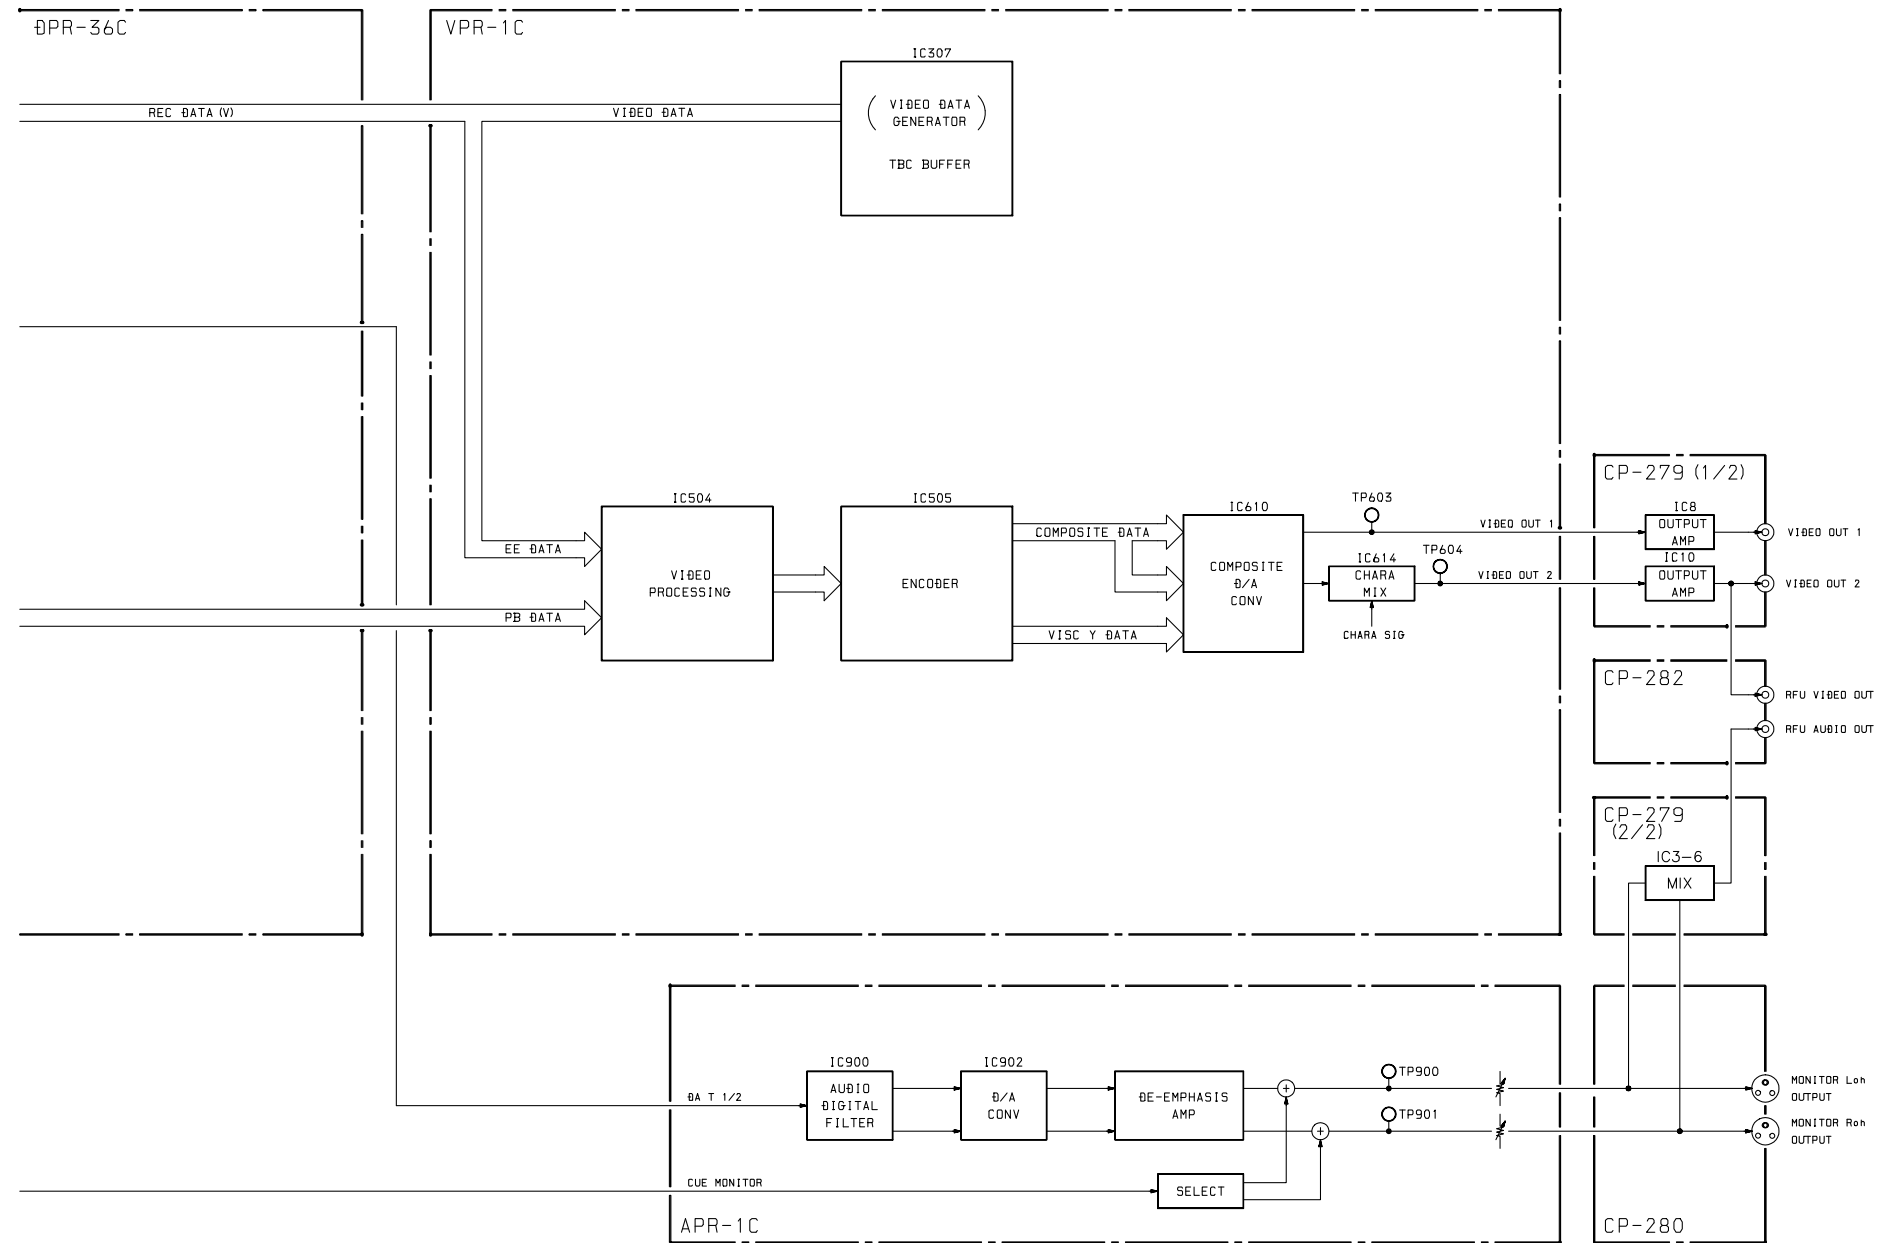 DPR-36C
VPR-1C
IC307
VIDEO DATA
GENERATOR
TBC BUFFER
REC DATA (V)
VIDEO DATA
IC504
VIDEO
PROCESSING
EE DATA
PB DATA
IC505
ENCODER
COMPOSITE DATA
VISC Y DATA
IC610
COMPOSITE
D/A
CONV
TP603
IC614
CHARA
MIX
CHARA SIG
TP604
VIDEO OUT 1
VIDEO OUT 2
CP-279 (1/2)
IC8
OUTPUT
AMP
IC10
OUTPUT
AMP
VIDEO OUT 1
VIDEO OUT 2
CP-282
RFU VIDEO OUT
RFU AUDIO OUT
CP-279
(2/2)
IC3-6
MIX
DA T 1/2
IC900
AUDIO
DIGITAL
FILTER
IC902
D/A
CONV
DE-EMPHASIS
AMP
TP900
TP901
MONITOR Lch
OUTPUT
MONITOR Rch
OUTPUT
CUE MONITOR
SELECT
APR-1C
CP-280